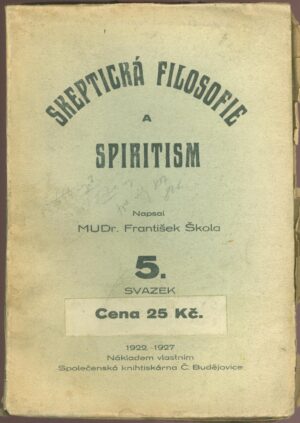 SKEPTICKÁ FILOSOFIE
A
SPIRITISM
Napsal
MUDr. František Škola
5.
SVAZEK
Cena 25 Kč.
1922-1927
Nákladem vlastním
Společenská knihtiskárna Č. Budějovice